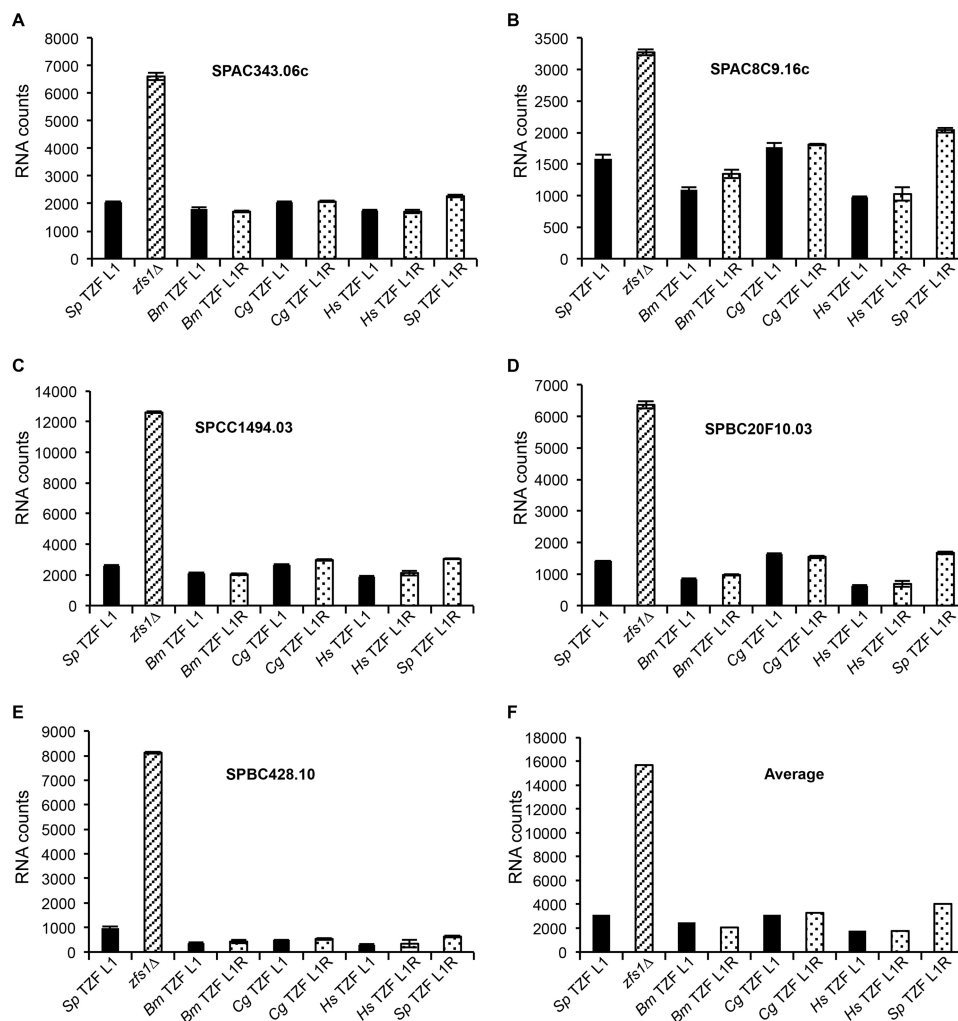 A
8000
7000
6000
5000
4000
3000
2000
1000
0
RNA counts
SPAC343.06c
Sp TZF L1
zfs1Δ
Bm TZF L1
Bm TZF L1R
Cg TZF L1
Cg TZF L1R
Hs TZF L1
Hs TZF L1R
Sp TZF L1R
B
3500
3000
2500
2000
1500
1000
500
0
RNA counts
SPAC8C9.16c
Sp TZF L1
zfs1Δ
Bm TZF L1
Bm TZF L1R
Cg TZF L1
Cg TZF L1R
Hs TZF L1
Hs TZF L1R
Sp TZF L1R
C
14000
12000
10000
8000
6000
4000
2000
0
RNA counts
SPCC1494.03
Sp TZF L1
zfs1Δ
Bm TZF L1
Bm TZF L1R
Cg TZF L1
Cg TZF L1R
Hs TZF L1
Hs TZF L1R
Sp TZF L1R
D
7000
6000
5000
4000
3000
2000
1000
0
RNA counts
SPBC20F10.03
Sp TZF L1
zfs1Δ
Bm TZF L1
Bm TZF L1R
Cg TZF L1
Cg TZF L1R
Hs TZF L1
Hs TZF L1R
Sp TZF L1R
E
9000
8000
7000
6000
5000
4000
3000
2000
1000
0
RNA counts
SPBC428.10
Sp TZF L1
zfs1Δ
Bm TZF L1
Bm TZF L1R
Cg TZF L1
Cg TZF L1R
Hs TZF L1
Hs TZF L1R
Sp TZF L1R
F
18000
16000
14000
12000
10000
8000
6000
4000
2000
0
RNA counts
Average
Sp TZF L1
zfs1Δ
Bm TZF L1
Bm TZF L1R
Cg TZF L1
Cg TZF L1R
Hs TZF L1
Hs TZF L1R
Sp TZF L1R